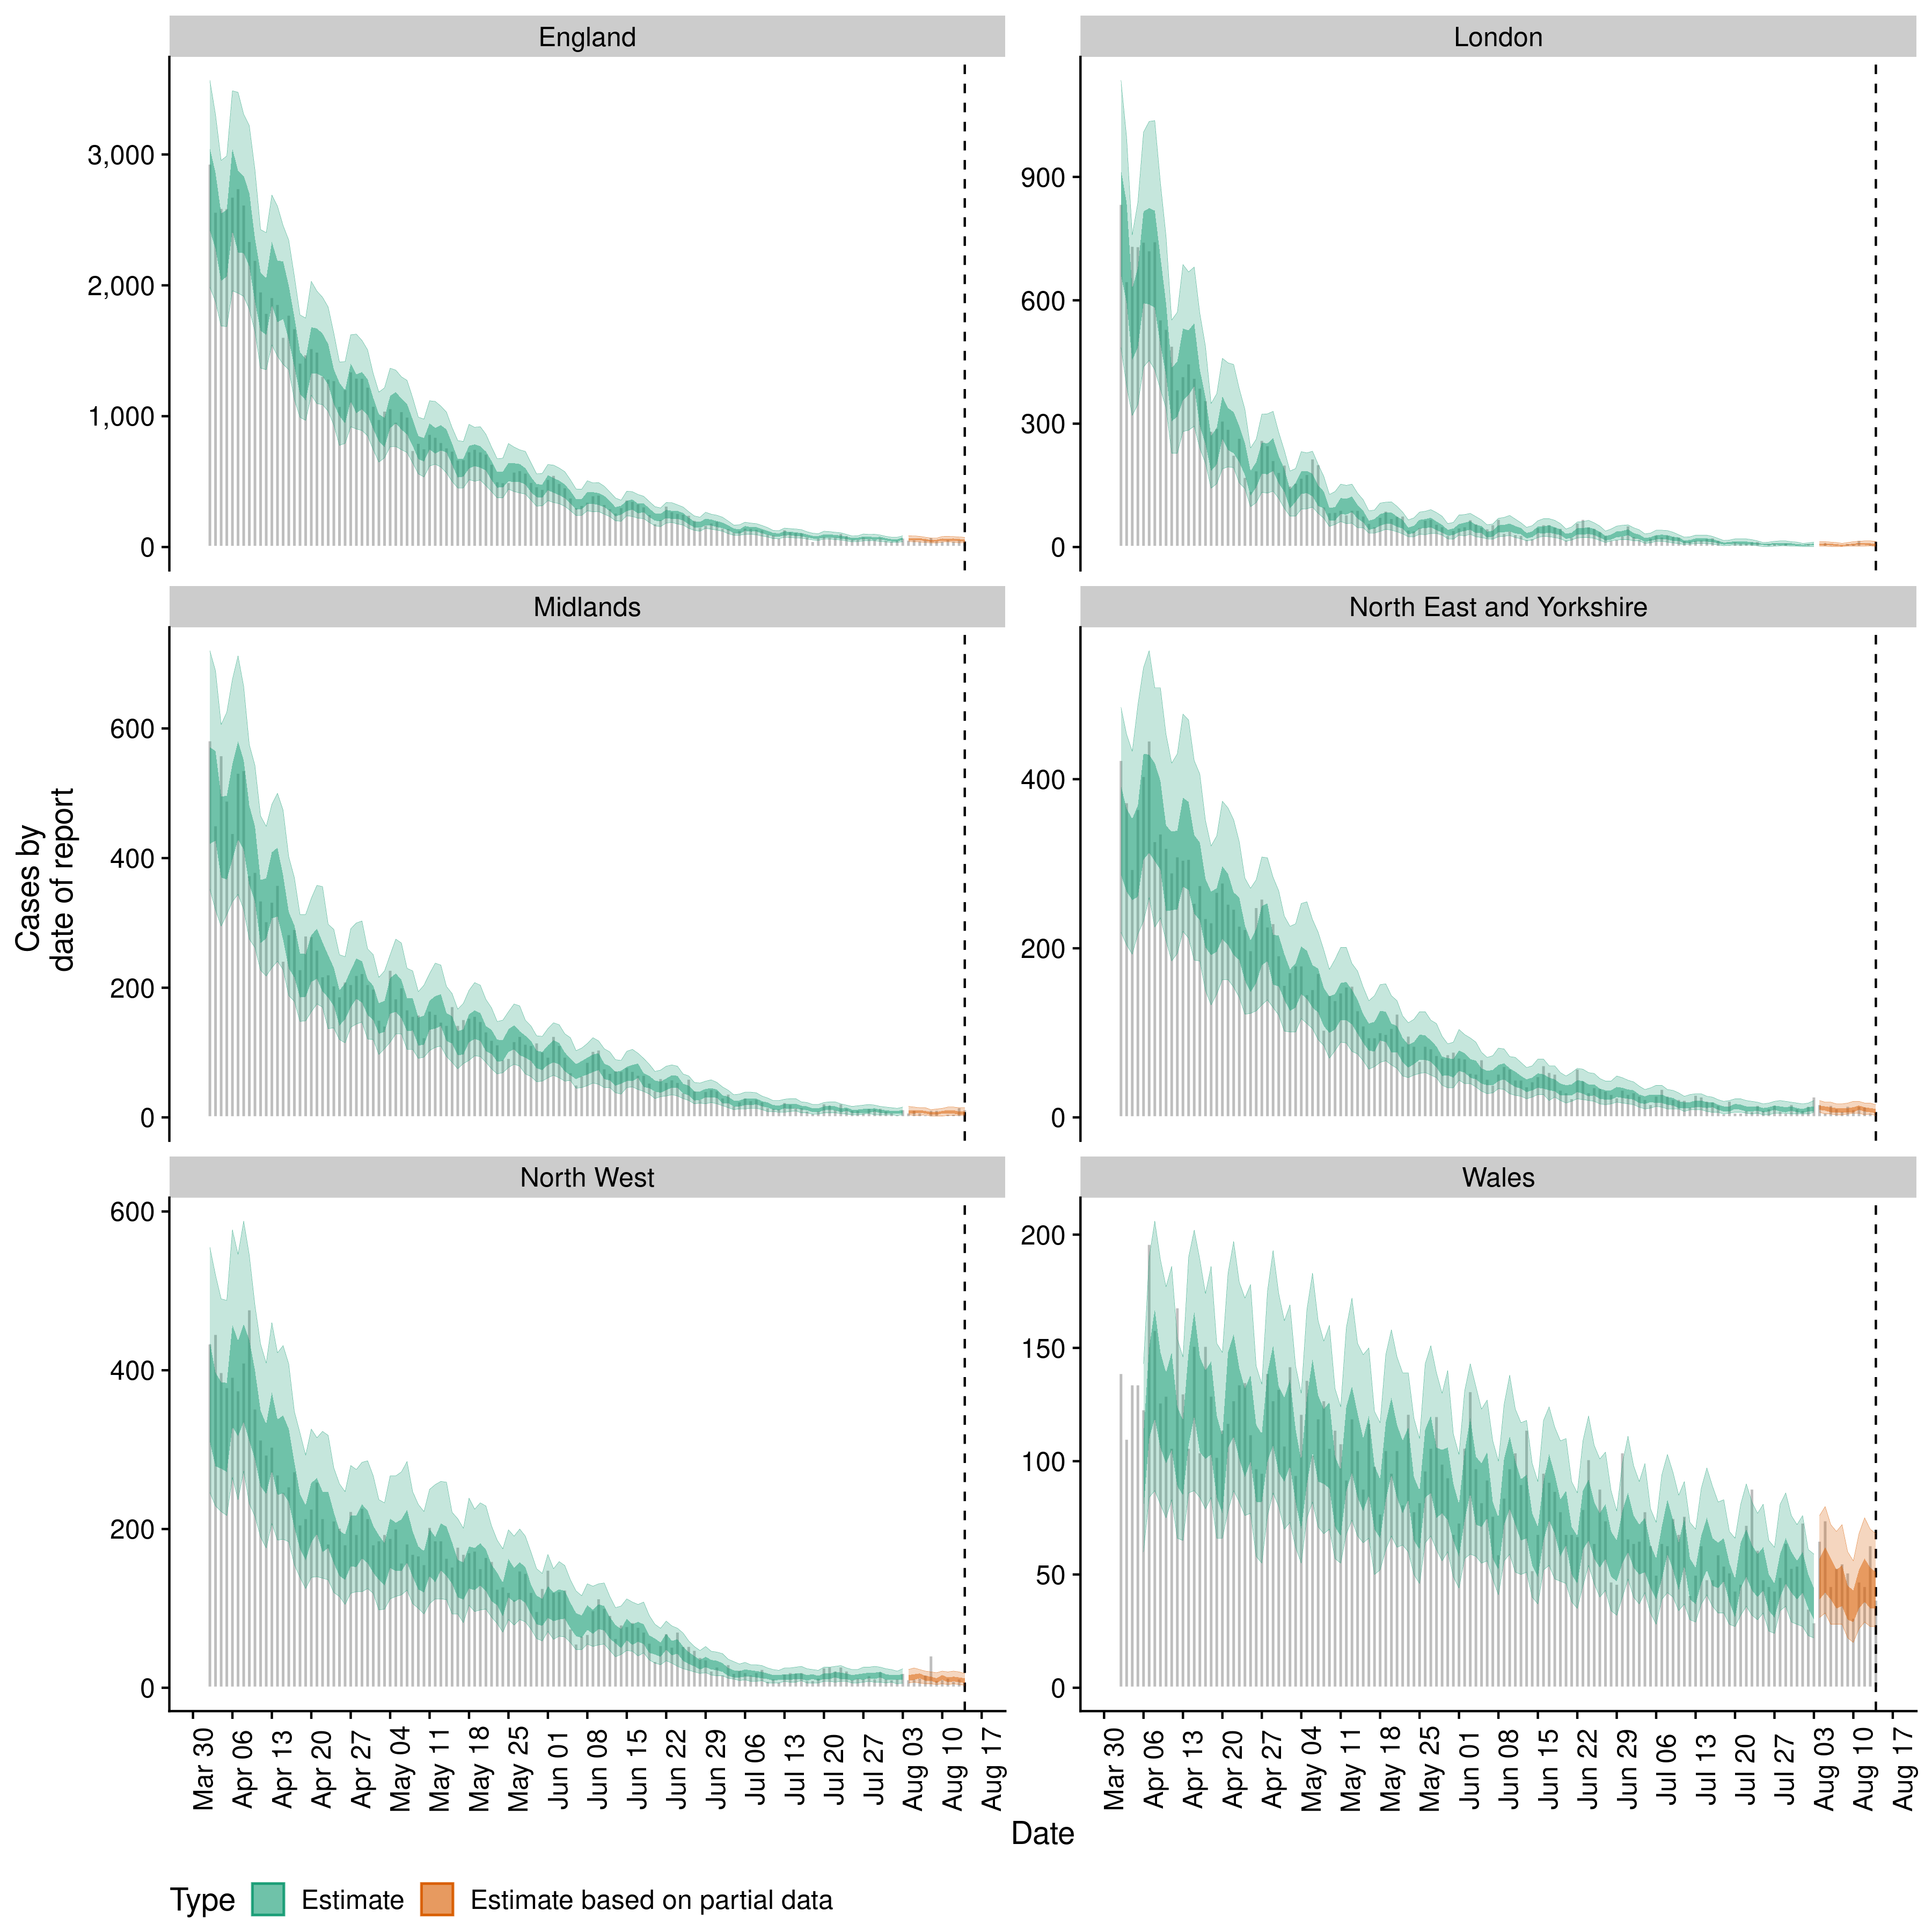 England
London
3,000
2,000
1,000
0
900
600
300
0
Midlands
North East and Yorkshire
600
400
200
0
400
200
0
North West
Wales
600
400
200
0
200
150
100
50
0
Cases by
date of report
Mar 30
Apr 06
Apr 13
Apr 20
Apr 27
May 04
May 11
May 18
May 25
Jun 01
Jun 08
Jun 15
Jun 22
Jun 29
Jul 06
Jul 13
Jul 20
Jul 27
Aug 03
Aug 10
Aug 17
Mar 30
Apr 06
Apr 13
Apr 20
Apr 27
May 04
May 11
May 18
May 25
Jun 01
Jun 08
Jun 15
Jun 22
Jun 29
Jul 06
Jul 13
Jul 20
Jul 27
Aug 03
Aug 10
Aug 17
Date
Type Estimate Estimate based on partial data